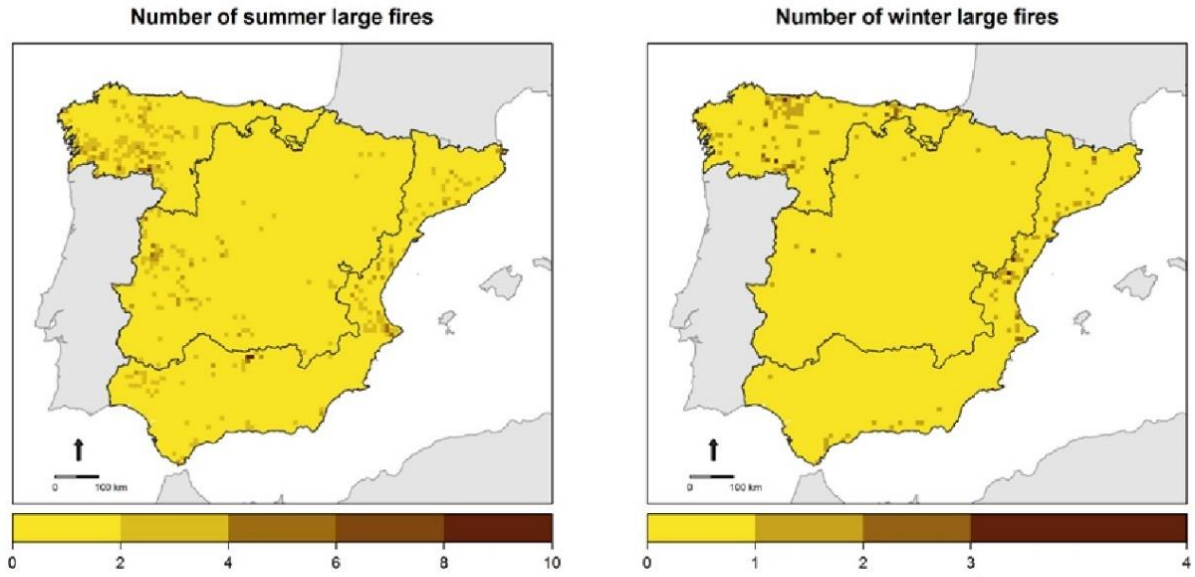 Number of summer large fires
Number of winter large fires
0 100 km
0 100 km
0 2 4 6 8 10
0 1 2 3 4